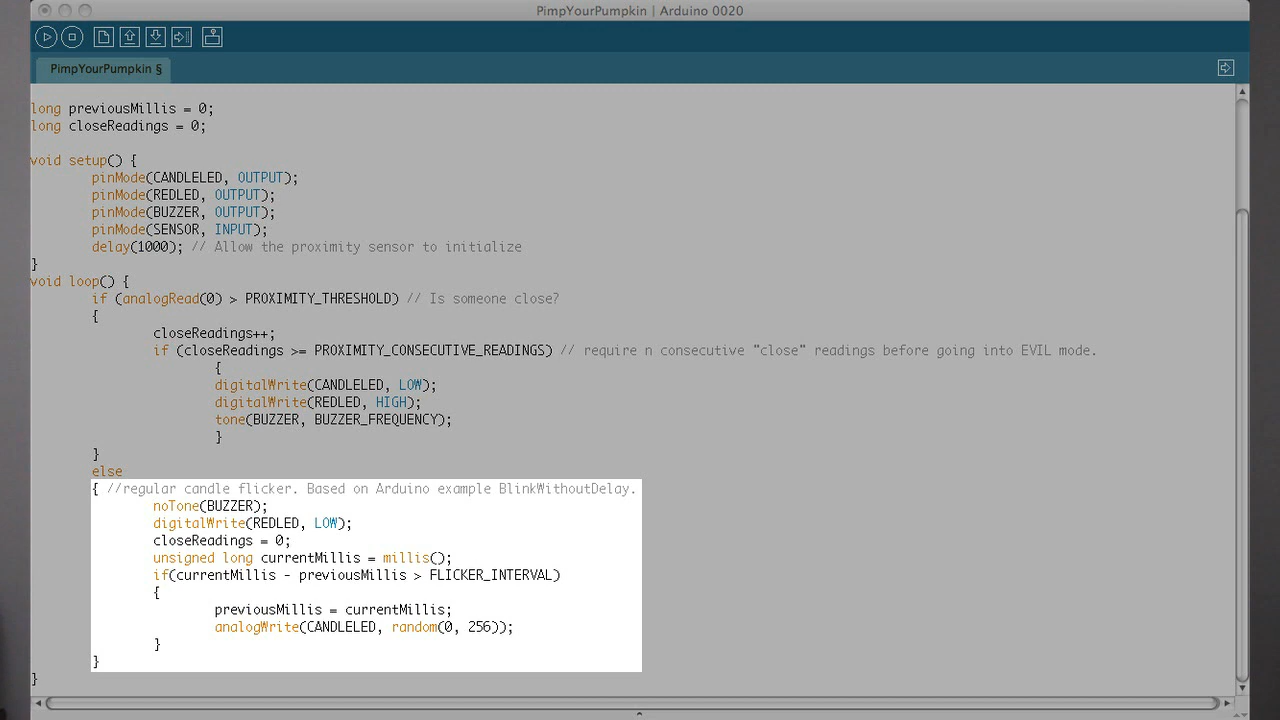 PimpYourPumpkin | Arduino 0020
PimpYourPumpkin §
long previousMillis = 0;
long closeReadings = 0;
void setup() {
pinMode(CANDLELED, OUTPUT);
pinMode(REDLED, OUTPUT);
pinMode(BUZZER, OUTPUT);
pinMode(SENSOR, INPUT);
delay(1000); // Allow the proximity sensor to initialize
}
void loop() {
if (analogRead(0) > PROXIMITY_THRESHOLD) // Is someone close?
{
closeReadings++;
if (closeReadings >= PROXIMITY_CONSECUTIVE_READINGS) // require n consecutive "close" readings before going into EVIL mode.
{
digitalWrite(CANDLELED, LOW);
digitalWrite(REDLED, HIGH);
tone(BUZZER, BUZZER_FREQUENCY);
}
}
else
{ //regular candle flicker. Based on Arduino example BlinkWithoutDelay.
noTone(BUZZER);
digitalWrite(REDLED, LOW);
closeReadings = 0;
unsigned long currentMillis = millis();
if(currentMillis - previousMillis > FLICKER_INTERVAL)
{
previousMillis = currentMillis;
analogWrite(CANDLELED, random(0, 256));
}
}
}